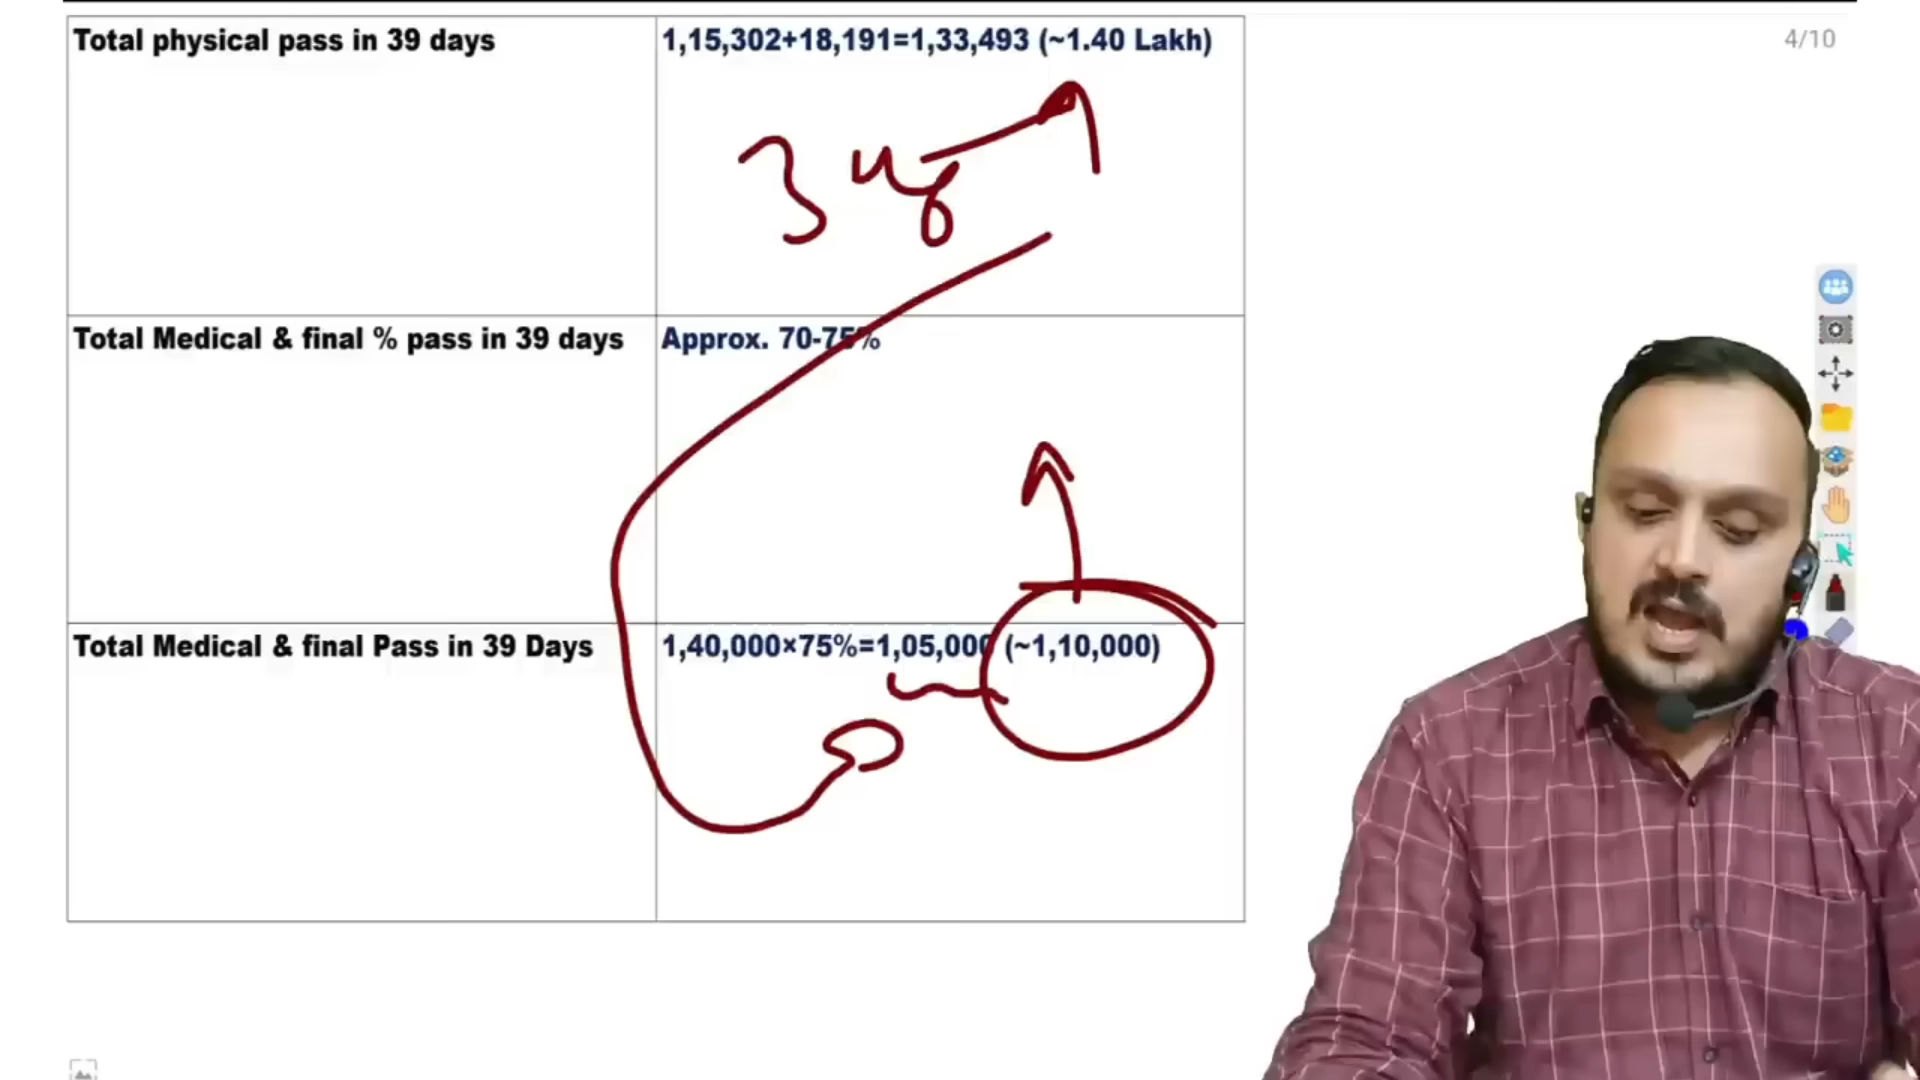 4/10
Total physical pass in 39 days
1,15,302+18,191=1,33,493 (~1.40 Lakh)
Total Medical & final % pass in 39 days
Approx. 70-75%
Total Medical & final Pass in 39 Days
1,40,000×75%=1,05,000 (~1,10,000)